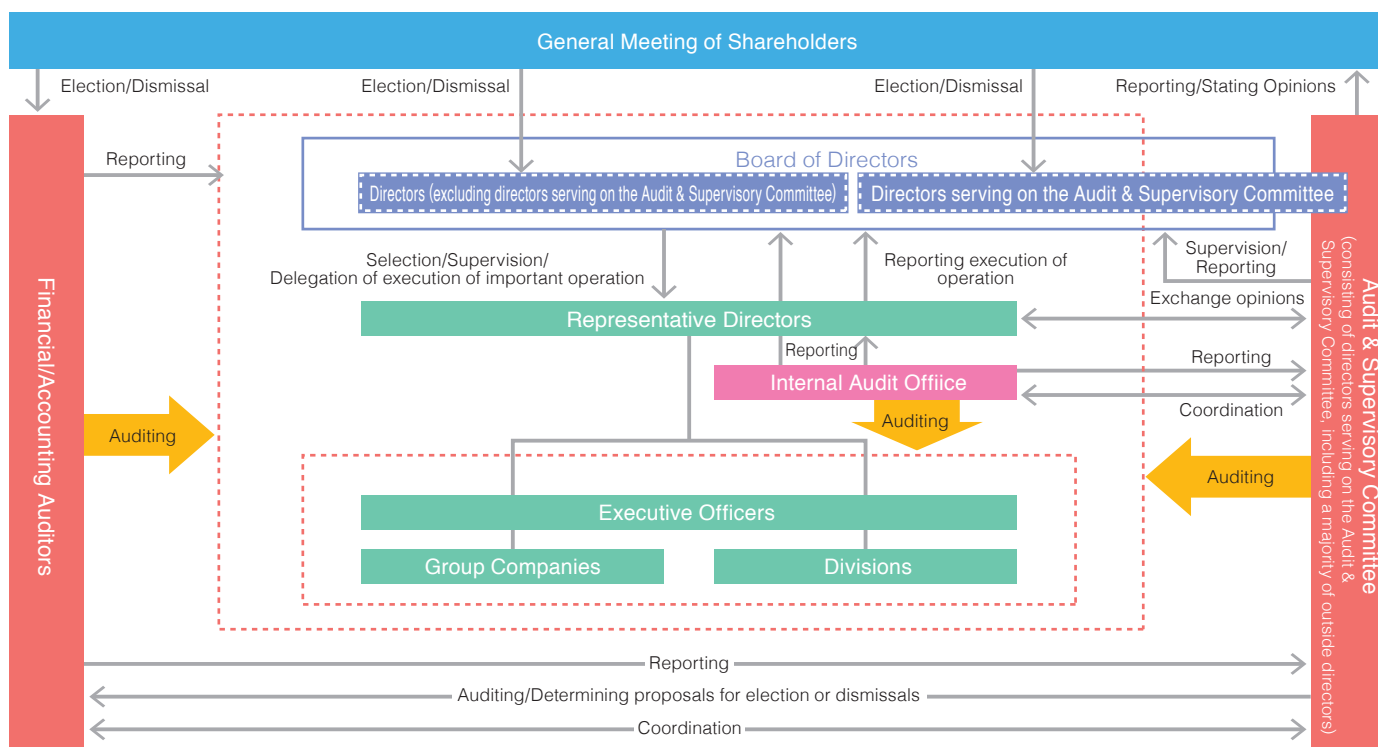 General Meeting of Shareholders
Election/Dismissal
Election/Dismissal
Election/Dismissal
Reporting/Stating Opinions
Reporting
Board of Directors
Directors (excluding directors serving on the Audit & Supervisory Committee)
Directors serving on the Audit & Supervisory Committee
Selection/Supervision/
Delegation of execution of important operation
Reporting execution of
operation
Supervision/
Reporting
Exchange opinions
Representative Directors
Reporting
Internal Audit Offiice
Reporting
Coordination
Auditing
Auditing
Auditing
Executive Officers
Group Companies
Divisions
Financial/Accounting Auditors
Audit & Supervisory Committee
(consisting of directors serving on the Audit &
Supervisory Committee, including a majority of outside directors)
Reporting
Auditing/Determining proposals for election or dismissals
Coordination